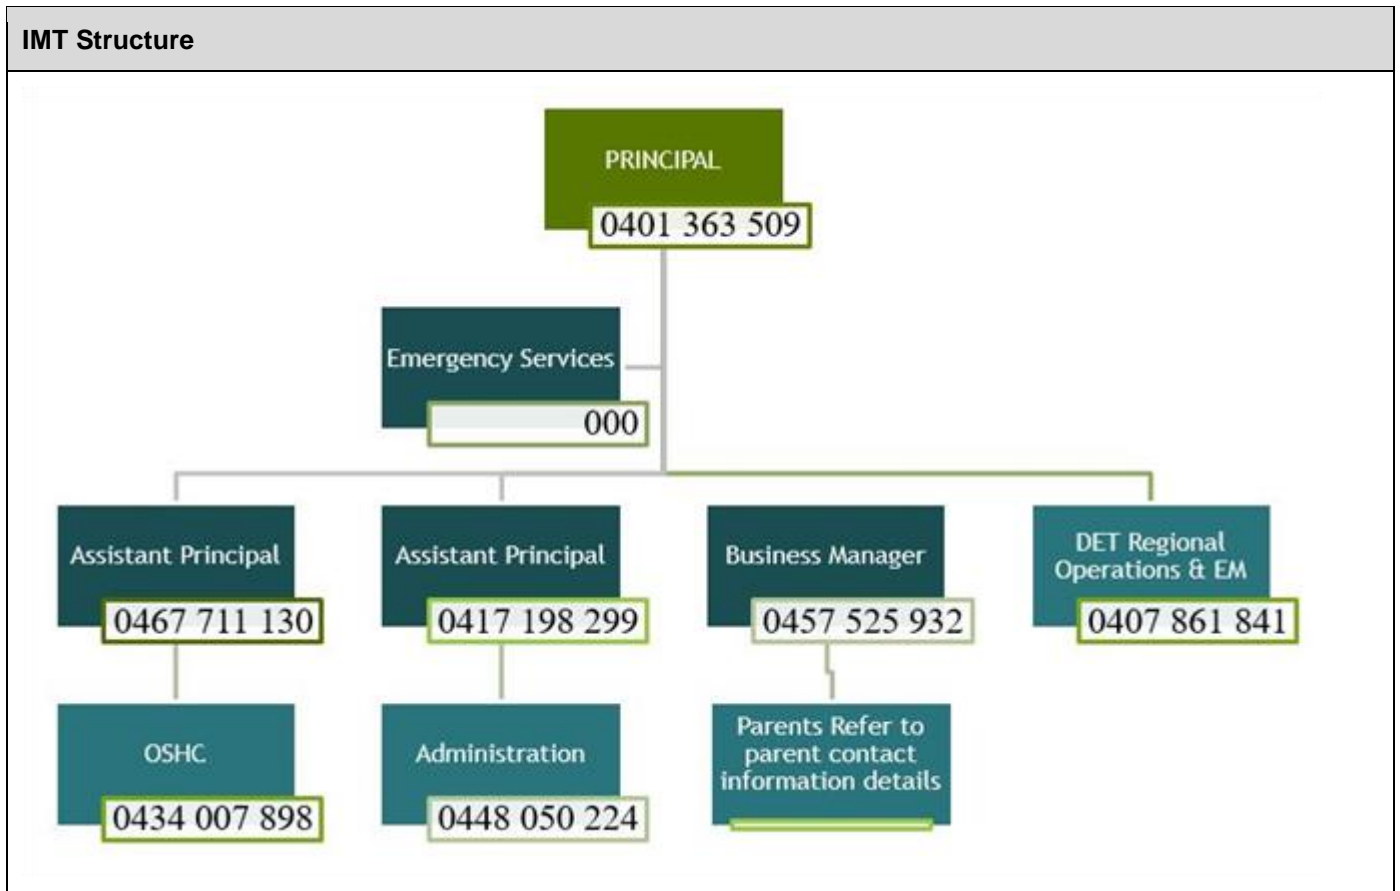 IMT Structure
PRINCIPAL
0401 363 509
Emergency Services
000
Assistant Principal
0467 711 130
Assistant Principal
0417 198 299
Business Manager
0457 525 932
DET Regional
Operations & EM
0407 861 841
OSHC
0434 007 898
Administration
0448 050 224
Parents Refer to
parent contact
information details